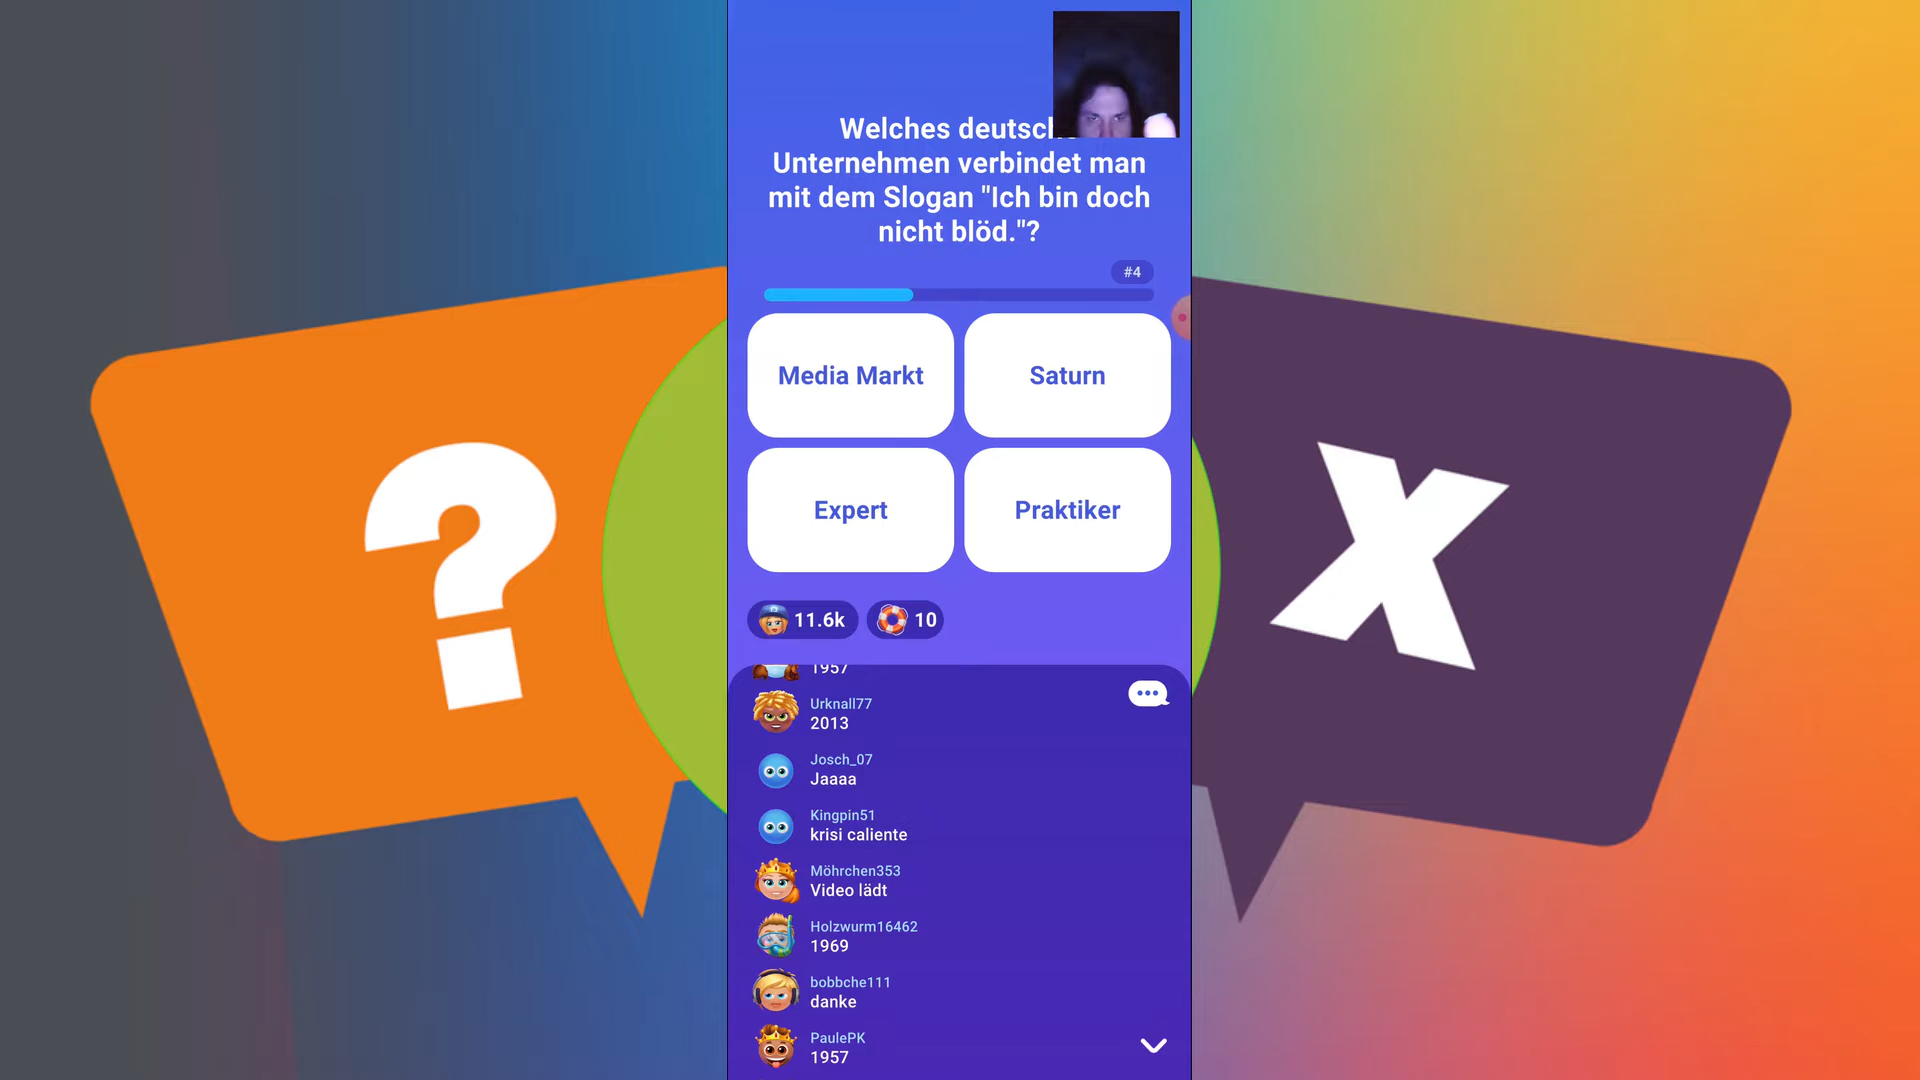 Welches
Unternehmen verbindet man
mit dem Slogan "Ich bin doch
nicht blöd."?
#4
Media Markt
Saturn
Expert
Praktiker
11.6k
10
1957
Urknall77
2013
Josch_07
Jaaaa
Kingpin51
krisi caliente
Möhrchen353
Video lädt
Holzwurm16462
1969
bobbche111
danke
PaulePK
1957
?
X